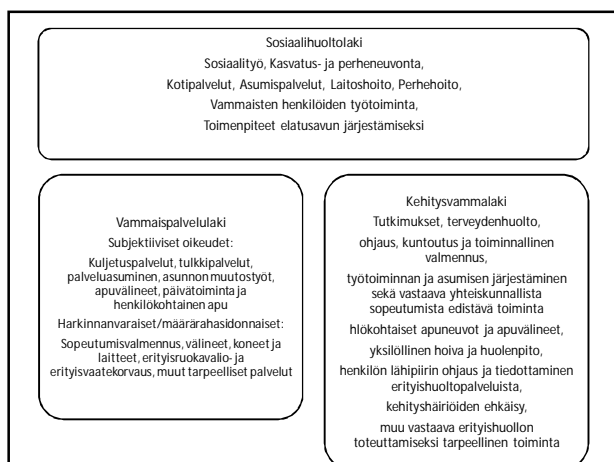 Sosiaalihuoltolaki
Sosiaalityö, Kasvatus- ja perheneuvonta,
Kotipalvelut, Asumispalvelut, Laitoshoito, Perhehoito,
Vammaisten henkilöiden työtoiminta,
Toimenpiteet elatusavun järjestämiseksi
Vammaispalvelulaki
Subjektiiviset oikeudet:
Kuljetuspalvelut, tulkkipalvelut,
palveluasuminen, asunnon muutostyöt,
apuvälineet, päivätoiminta ja
henkilökohtainen apu
Harkinnanvaraiset/määrärahasidonnaiset:
Sopeutumisvalmennus, välineet, koneet ja
laitteet, erityisruokavalio- ja
erityisvaatekorvaus, muut tarpeelliset palvelut
Kehitysvammalaki
Tutkimukset, terveydenhuolto,
ohjaus, kuntoutus ja toiminnallinen
valmennus,
työtoiminnan ja asumisen järjestäminen
sekä vastaava yhteiskunnallista
sopeutumista edistävä toiminta
hlökohtaiset apuneuvot ja apuvälineet,
yksilöllinen hoiva ja huolenpito,
henkilön lähipiirin ohjaus ja tiedottaminen
erityishuoltopalveluista,
kehityshäiriöiden ehkäisy,
muu vastaava erityishuollon
toteuttamiseksi tarpeellinen toiminta